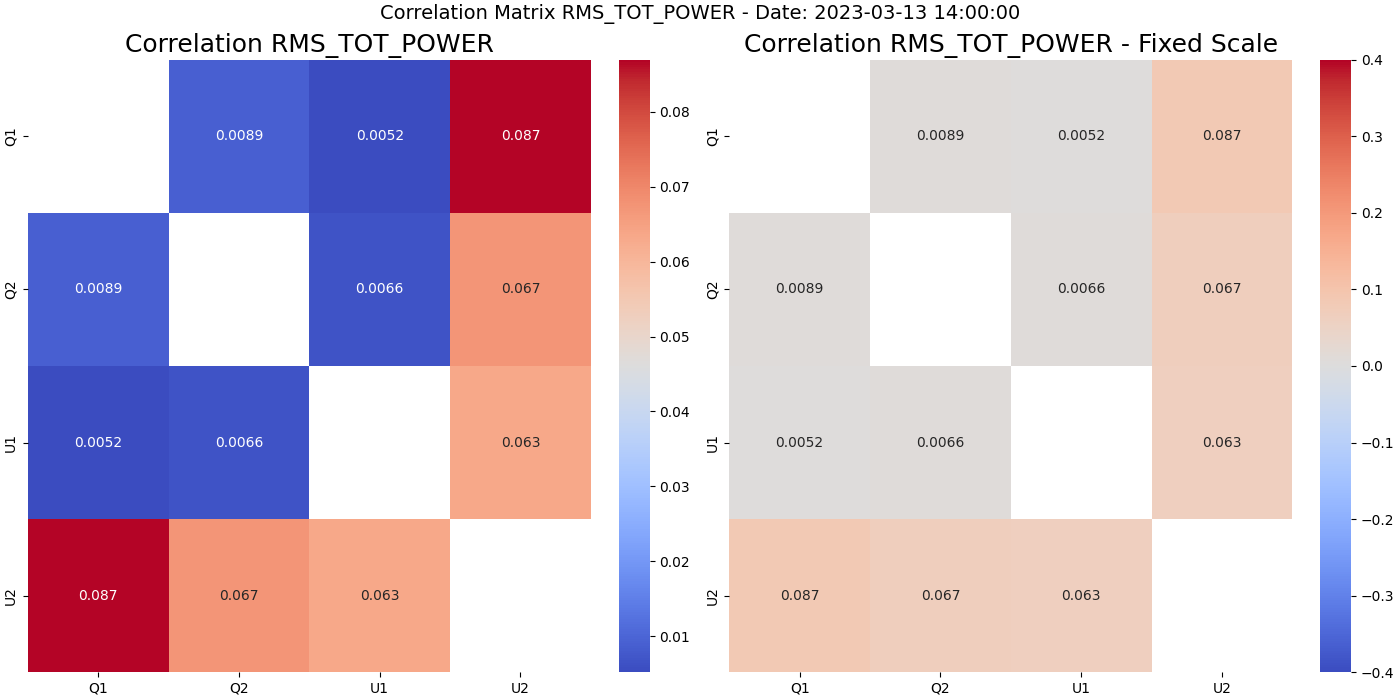 Correlation Matrix RMS_TOT_POWER - Date: 2023-03-13 14:00:00
Correlation RMS_TOT_POWER
Q1
0.0089
0.0052
0.087
Q2
0.0089
0.0066
0.067
U1
0.0052
0.0066
0.063
U2
0.087
0.067
0.063
Q1
Q2
U1
U2
0.08
0.07
0.06
0.05
0.04
0.03
0.02
0.01
Correlation RMS_TOT_POWER - Fixed Scale
Q1
0.0089
0.0052
0.087
Q2
0.0089
0.0066
0.067
U1
0.0052
0.0066
0.063
U2
0.087
0.067
0.063
Q1
Q2
U1
U2
0.4
0.3
0.2
0.1
0.0
−0.1
−0.2
−0.3
−0.4